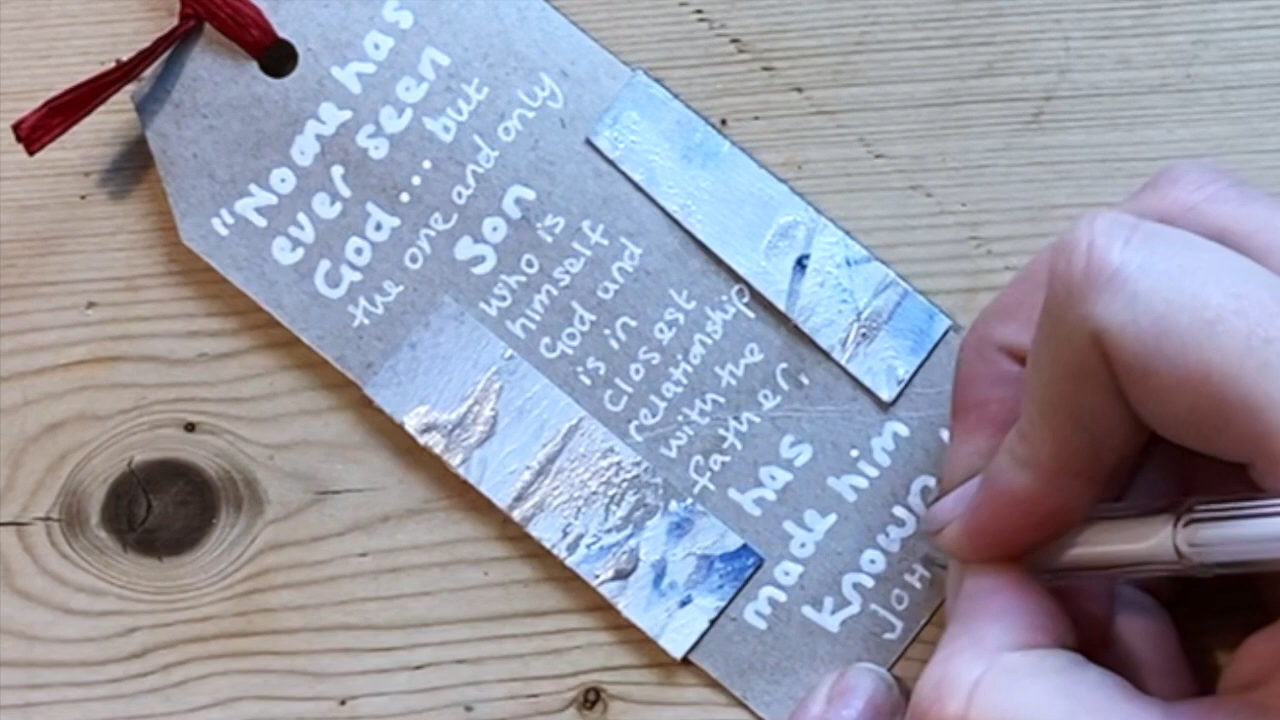 "No one has
ever seen
God... but
the one and only
Son
who is
himself
God and
is in
closest
relationship
with the
father,
has
made him
known
JOH